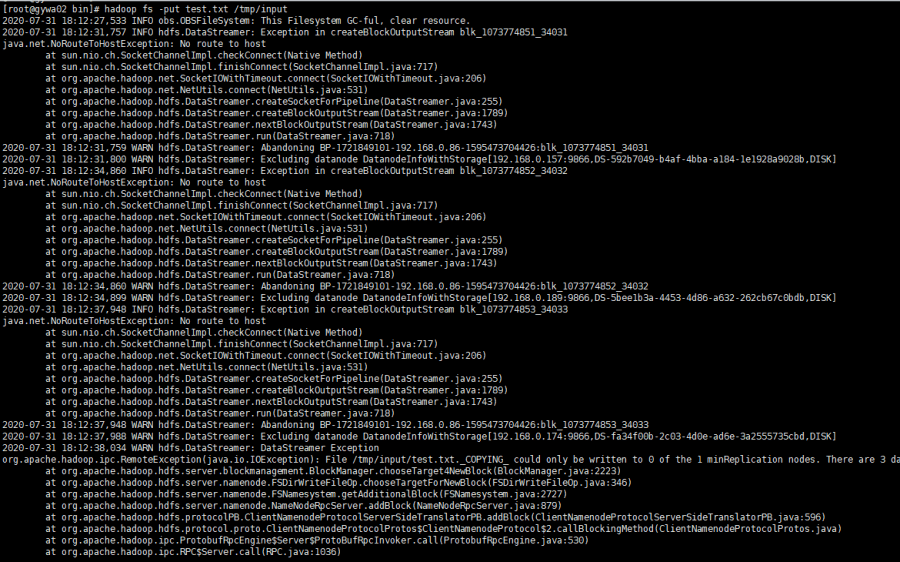 [root@gywa02 bin]# hadoop fs -put test.txt /tmp/input
2020-07-31 18:12:27,533 INFO obs.OBSFileSystem: This Filesystem GC-ful, clear resource.
2020-07-31 18:12:31,757 INFO hdfs.DataStreamer: Exception in createBlockOutputStream blk_1073774851_34031
java.net.NoRouteToHostException: No route to host
at sun.nio.ch.SocketChannelImpl.checkConnect(Native Method)
at sun.nio.ch.SocketChannelImpl.finishConnect(SocketChannelImpl.java:717)
at org.apache.hadoop.net.SocketIOWithTimeout.connect(SocketIOWithTimeout.java:206)
at org.apache.hadoop.net.NetUtils.connect(NetUtils.java:531)
at org.apache.hadoop.hdfs.DataStreamer.createSocketForPipeline(DataStreamer.java:255)
at org.apache.hadoop.hdfs.DataStreamer.createBlockOutputStream(DataStreamer.java:1789)
at org.apache.hadoop.hdfs.DataStreamer.nextBlockOutputStream(DataStreamer.java:1743)
at org.apache.hadoop.hdfs.DataStreamer.run(DataStreamer.java:718)
2020-07-31 18:12:31,759 WARN hdfs.DataStreamer: Abandoning BP-1721849101-192.168.0.86-1595473704426:blk_1073774851_34031
2020-07-31 18:12:31,800 WARN hdfs.DataStreamer: Excluding datanode DatanodeInfoWithStorage[192.168.0.157:9866,DS-592b7049-b4af-4bba-a184-1e1928a9028b,DISK]
2020-07-31 18:12:34,860 INFO hdfs.DataStreamer: Exception in createBlockOutputStream blk_1073774852_34032
java.net.NoRouteToHostException: No route to host
at sun.nio.ch.SocketChannelImpl.checkConnect(Native Method)
at sun.nio.ch.SocketChannelImpl.finishConnect(SocketChannelImpl.java:717)
at org.apache.hadoop.net.SocketIOWithTimeout.connect(SocketIOWithTimeout.java:206)
at org.apache.hadoop.net.NetUtils.connect(NetUtils.java:531)
at org.apache.hadoop.hdfs.DataStreamer.createSocketForPipeline(DataStreamer.java:255)
at org.apache.hadoop.hdfs.DataStreamer.createBlockOutputStream(DataStreamer.java:1789)
at org.apache.hadoop.hdfs.DataStreamer.nextBlockOutputStream(DataStreamer.java:1743)
at org.apache.hadoop.hdfs.DataStreamer.run(DataStreamer.java:718)
2020-07-31 18:12:34,860 WARN hdfs.DataStreamer: Abandoning BP-1721849101-192.168.0.86-1595473704426:blk_1073774852_34032
2020-07-31 18:12:34,899 WARN hdfs.DataStreamer: Excluding datanode DatanodeInfoWithStorage[192.168.0.189:9866,DS-5bee1b3a-4453-4d86-a632-262cb67c0bdb,DISK]
2020-07-31 18:12:37,948 INFO hdfs.DataStreamer: Exception in createBlockOutputStream blk_1073774853_34033
java.net.NoRouteToHostException: No route to host
at sun.nio.ch.SocketChannelImpl.checkConnect(Native Method)
at sun.nio.ch.SocketChannelImpl.finishConnect(SocketChannelImpl.java:717)
at org.apache.hadoop.net.SocketIOWithTimeout.connect(SocketIOWithTimeout.java:206)
at org.apache.hadoop.net.NetUtils.connect(NetUtils.java:531)
at org.apache.hadoop.hdfs.DataStreamer.createSocketForPipeline(DataStreamer.java:255)
at org.apache.hadoop.hdfs.DataStreamer.createBlockOutputStream(DataStreamer.java:1789)
at org.apache.hadoop.hdfs.DataStreamer.nextBlockOutputStream(DataStreamer.java:1743)
at org.apache.hadoop.hdfs.DataStreamer.run(DataStreamer.java:718)
2020-07-31 18:12:37,948 WARN hdfs.DataStreamer: Abandoning BP-1721849101-192.168.0.86-1595473704426:blk_1073774853_34033
2020-07-31 18:12:37,988 WARN hdfs.DataStreamer: Excluding datanode DatanodeInfoWithStorage[192.168.0.174:9866,DS-fa34f00b-2c03-4d0e-ad6e-3a2555735cbd,DISK]
2020-07-31 18:12:38,034 WARN hdfs.DataStreamer: DataStreamer Exception
org.apache.hadoop.ipc.RemoteException(java.io.IOException): File /tmp/input/test.txt._COPYING_ could only be written to 0 of the 1 minReplication nodes. There are 3 da
at org.apache.hadoop.hdfs.server.blockmanagement.BlockManager.chooseTarget4NewBlock(BlockManager.java:2223)
at org.apache.hadoop.hdfs.server.namenode.FSDirWriteFileOp.chooseTargetForNewBlock(FSDirWriteFileOp.java:346)
at org.apache.hadoop.hdfs.server.namenode.FSNamesystem.getAdditionalBlock(FSNamesystem.java:2727)
at org.apache.hadoop.hdfs.server.namenode.NameNodeRpcServer.addBlock(NameNodeRpcServer.java:879)
at org.apache.hadoop.hdfs.protocolPB.ClientNamenodeProtocolServerSideTranslatorPB.addBlock(ClientNamenodeProtocolServerSideTranslatorPB.java:596)
at org.apache.hadoop.hdfs.protocol.proto.ClientNamenodeProtocolProtos$ClientNamenodeProtocol$2.callBlockingMethod(ClientNamenodeProtocolProtos.java)
at org.apache.hadoop.ipc.ProtobufRpcEngine$Server$ProtoBufRpcInvoker.call(ProtobufRpcEngine.java:530)
at org.apache.hadoop.ipc.RPC$Server.call(RPC.java:1036)